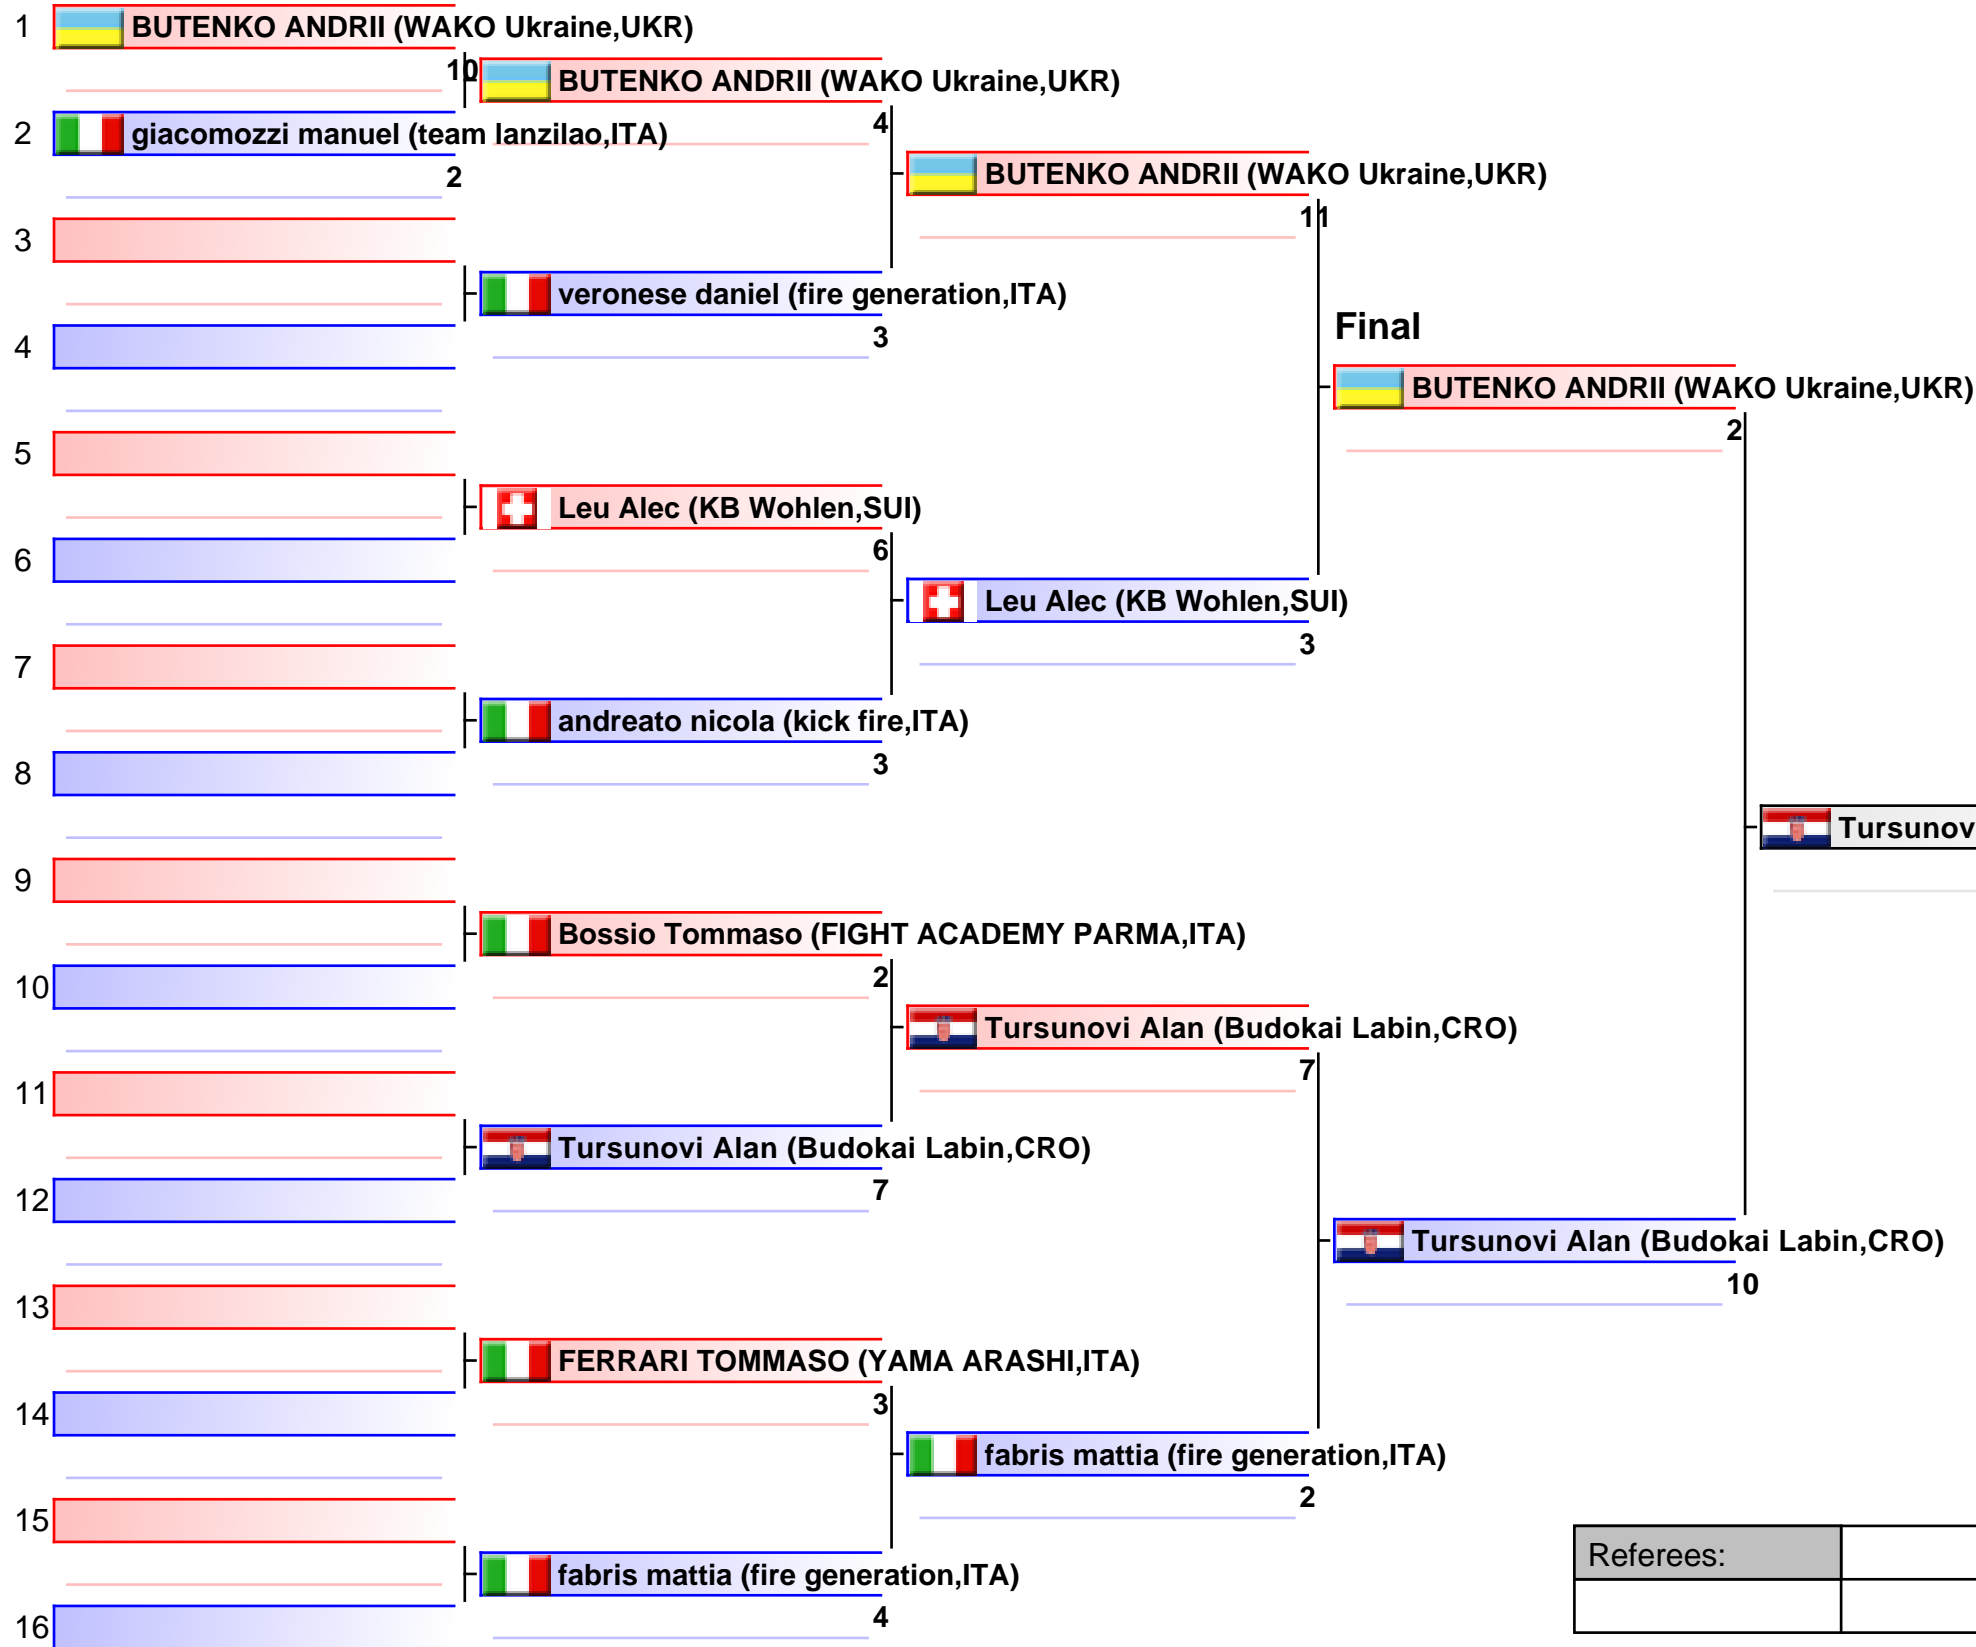 1 BUTENKO ANDRII (WAKO Ukraine,UKR)
10 BUTENKO ANDRII (WAKO Ukraine,UKR)
4
2 giacomozzi manuel (team lanzilao,ITA)
2
BUTENKO ANDRII (WAKO Ukraine,UKR)
11
3
veronese daniel (fire generation,ITA)
3
4
Final
BUTENKO ANDRII (WAKO Ukraine,UKR)
2
5
Leu Alec (KB Wohlen,SUI)
6
6
Leu Alec (KB Wohlen,SUI)
3
7
andreato nicola (kick fire,ITA)
3
8
Tursunov
9
Bossio Tommaso (FIGHT ACADEMY PARMA,ITA)
2
10
Tursunovi Alan (Budokai Labin,CRO)
7
11
Tursunovi Alan (Budokai Labin,CRO)
7
12
Tursunovi Alan (Budokai Labin,CRO)
10
13
FERRARI TOMMASO (YAMA ARASHI,ITA)
3
14
fabris mattia (fire generation,ITA)
2
15
fabris mattia (fire generation,ITA)
4
16
Referees: